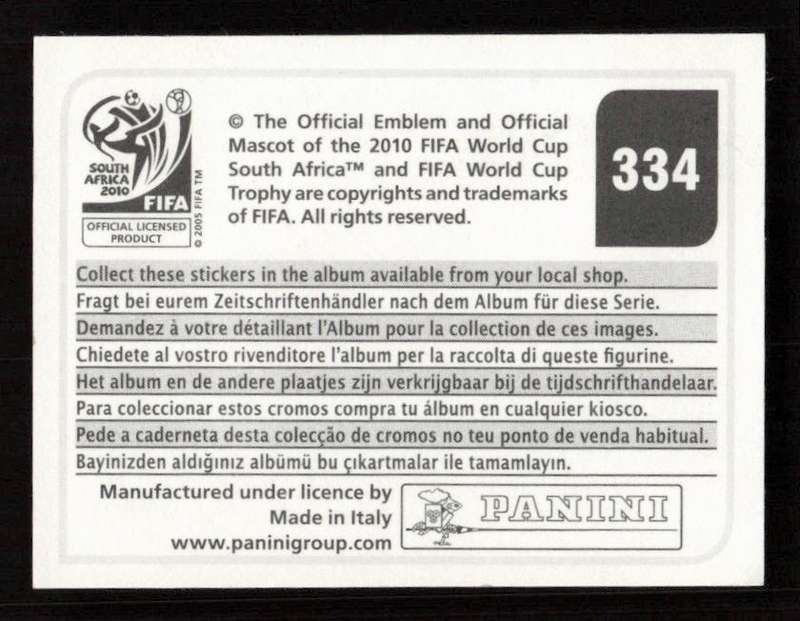 SOUTH
AFRICA
2010
FIFA
© 2005 FIFA TM
OFFICIAL LICENSED
PRODUCT
© The Official Emblem and Official
Mascot of the 2010 FIFA World Cup
South Africa™ and FIFA World Cup
Trophy are copyrights and trademarks
of FIFA. All rights reserved.
334
Collect these stickers in the album available from your local shop.
Fragt bei eurem Zeitschriftenhändler nach dem Album für diese Serie.
Demandez à votre détaillant l'Album pour la collection de ces images.
Chiedete al vostro rivenditore l'album per la raccolta di queste figurine.
Het album en de andere plaatjes zijn verkrijgbaar bij de tijdschrifthandelaar.
Para coleccionar estos cromos compra tu álbum en cualquier kiosco.
Pede a caderneta desta colecção de cromos no teu ponto de venda habitual.
Bayinizden aldığınız albümü bu çıkartmalar ile tamamlayın.
Manufactured under licence by
Made in Italy
www.paninigroup.com
PANINI